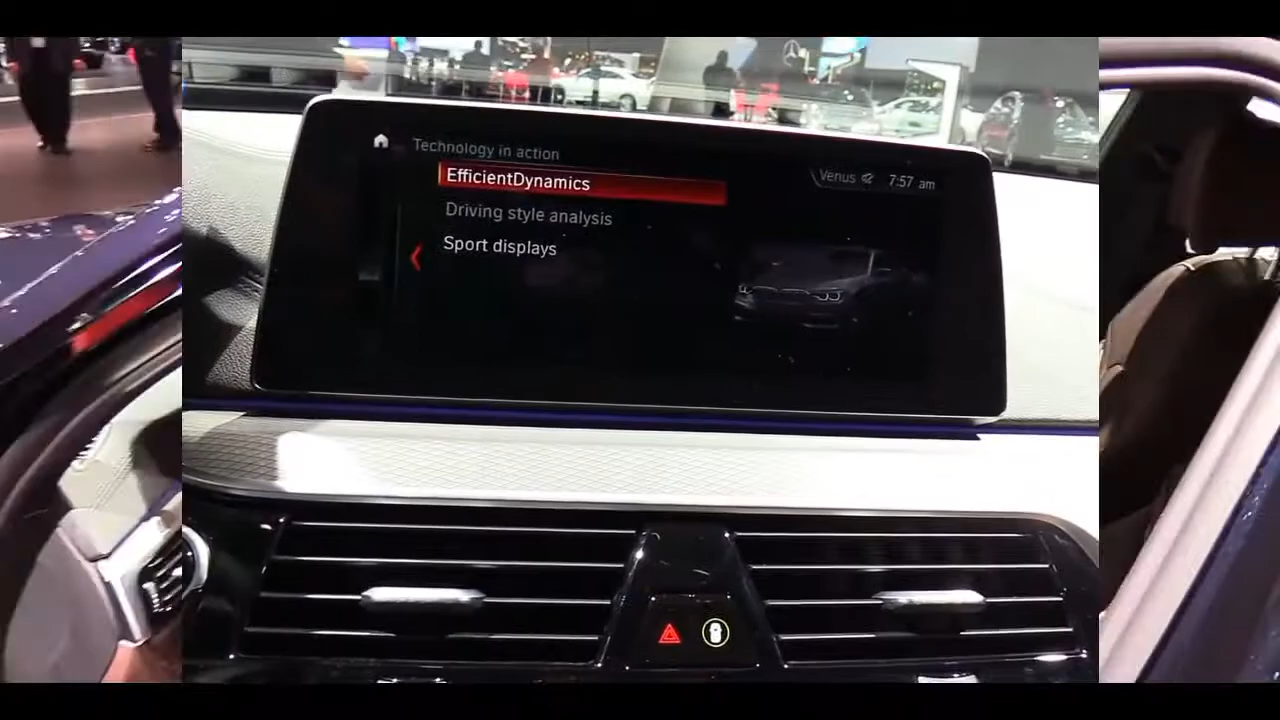 Technology in action
Venus 7:57 am
EfficientDynamics
Driving style analysis
Sport displays